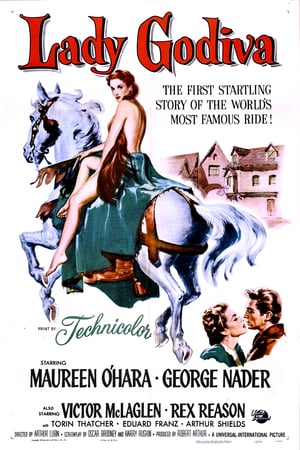 Lady Godiva
THE FIRST STARTLING
STORY OF THE WORLD'S
MOST FAMOUS RIDE!
PRINT BY Technicolor
STARRING
MAUREEN O'HARA · GEORGE NADER
ALSO STARRING VICTOR McLAGLEN · REX REASON
WITH TORIN THATCHER · EDUARD FRANZ · ARTHUR SHIELDS
DIRECTED BY ARTHUR LUBIN · SCREENPLAY BY OSCAR BRODNEY AND HARRY RUSKIN · PRODUCED BY ROBERT ARTHUR · A UNIVERSAL-INTERNATIONAL PICTURE